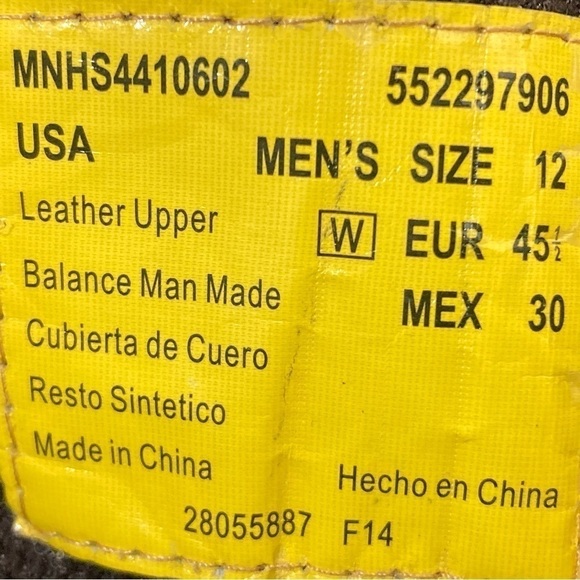 MNHS4410602 552297906
USA MEN'S SIZE 12
Leather Upper W EUR 45½
Balance Man Made MEX 30
Cubierta de Cuero
Resto Sintetico
Made in China Hecho en China
28055887 F14